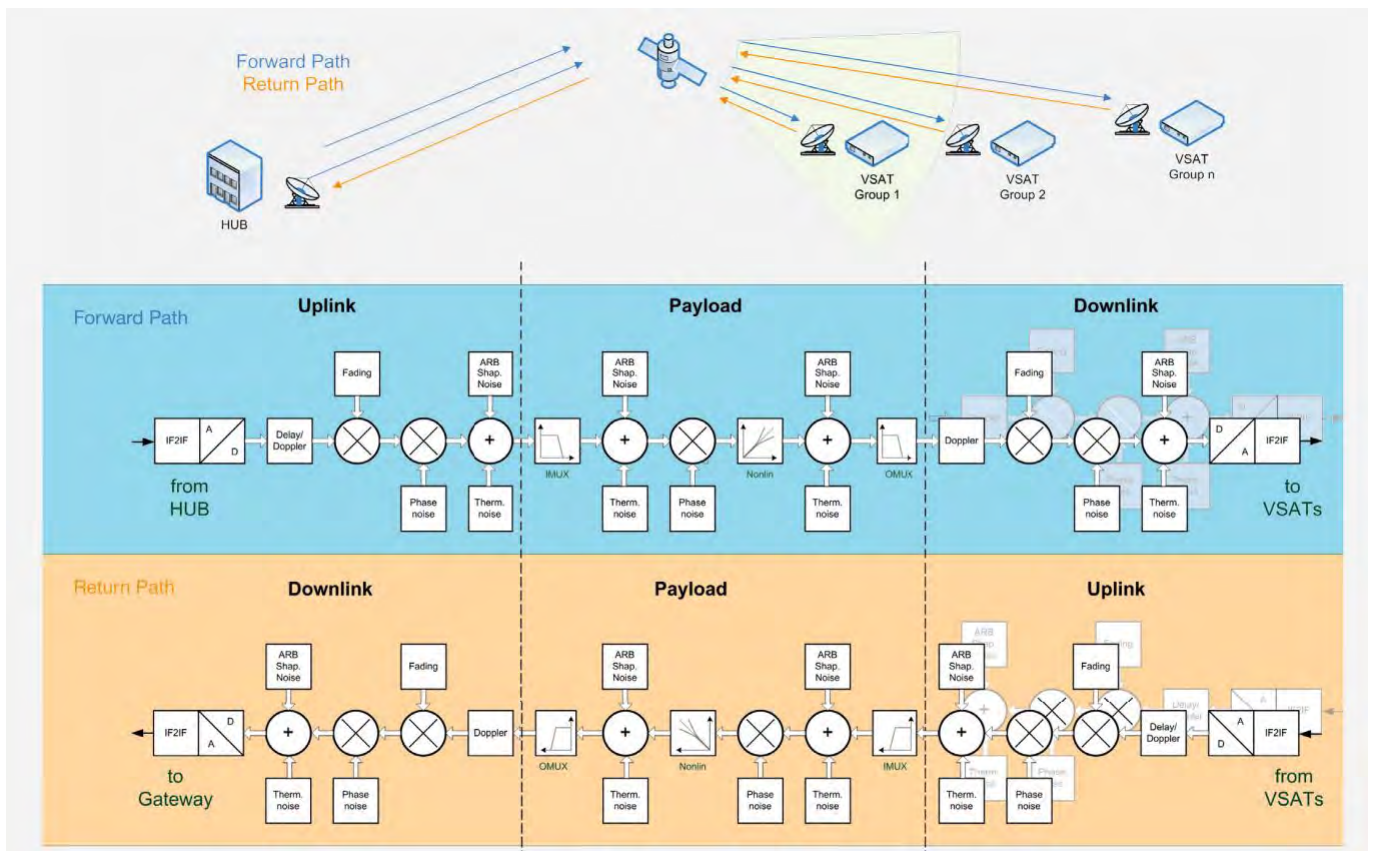 Forward Path
Return Path
HUB
VSAT
Group 1
VSAT
Group 2
VSAT
Group n
Forward Path
Uplink
Payload
Downlink
Fading
ARB
Shap.
Noise
ARB
Shap.
Noise
ARB
Shap.
Noise
Fading
ARB
Shap.
Noise
IF2IF
A
D
Delay/
Doppler
+
IMUX
+
Nonlin
+
OMUX
Doppler
+
D
A
IF2IF
from
HUB
Phase
noise
Therm.
noise
Therm.
noise
Phase
noise
Therm.
noise
Phase
noise
Therm.
noise
to
VSATs
Return Path
Downlink
Payload
Uplink
ARB
Shap.
Noise
Fading
ARB
Shap.
Noise
ARB
Shap.
Noise
ARB
Shap.
Noise
Fading
IF2IF
D
A
+
Doppler
OMUX
+
Nonlin
+
IMUX
+
Delay/
Doppler
A
D
IF2IF
to
Gateway
Therm.
noise
Phase
noise
Therm.
noise
Phase
noise
Therm.
noise
Therm.
noise
Phase
noise
from
VSATs